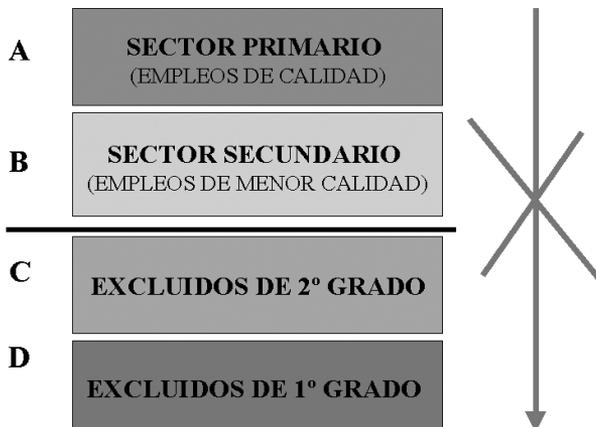 A
SECTOR PRIMARIO
(EMPLEOS DE CALIDAD)
B
SECTOR SECUNDARIO
(EMPLEOS DE MENOR CALIDAD)
C
EXCLUIDOS DE 2º GRADO
D
EXCLUIDOS DE 1º GRADO